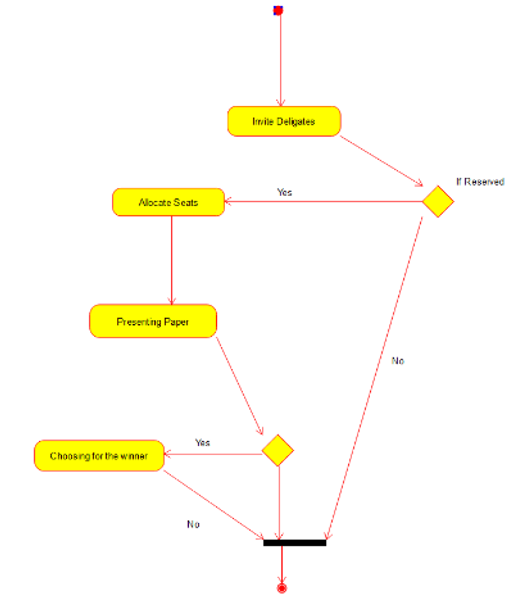 Invite Deligates
If Reserved
Yes
Allocate Seats
Presenting Paper
No
Yes
Choosing for the winner
No